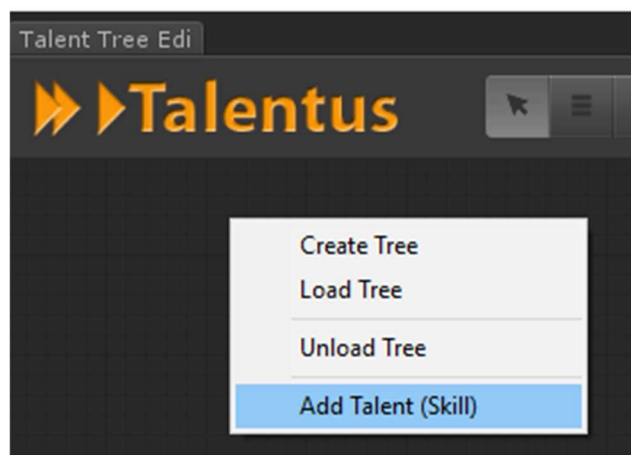 Talent Tree Edi
Talentus
Create Tree
Load Tree
Unload Tree
Add Talent (Skill)